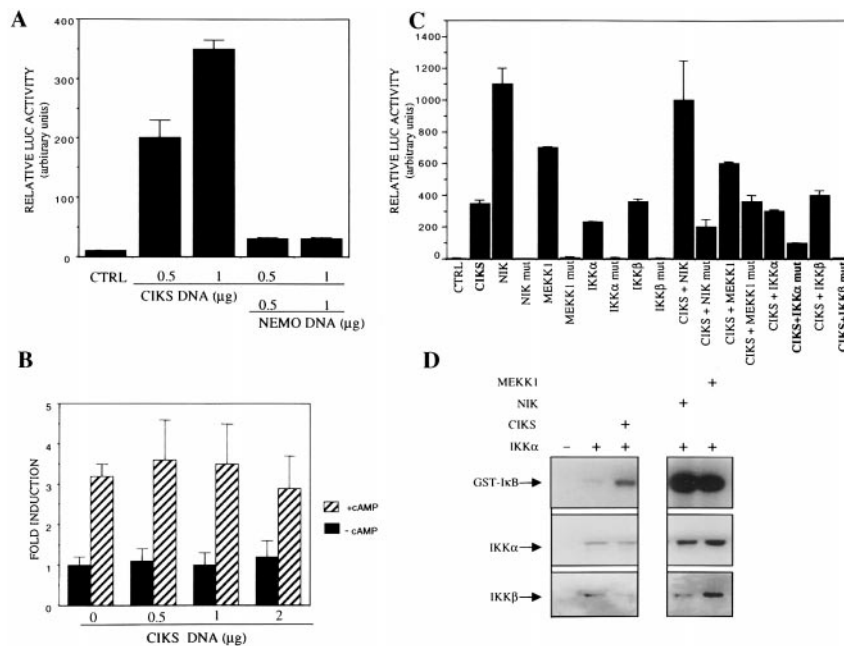 A
RELATIVE LUC ACTIVITY
(arbitrary units)
400
300
200
100
0
CTRL
0.5
1
0.5
1
CIKS DNA (µg)
0.5
1
NEMO DNA (µg)
B
FOLD INDUCTION
5
4
3
2
1
0
+cAMP
- cAMP
0
0.5
1
2
CIKS DNA (µg)
C
RELATIVE LUC ACTIVITY
(arbitrary units)
1400
1200
1000
800
600
400
200
0
CTRL
CIKS
NIK
NIK mut
MEKK1
MEKK1 mut
IKKα
IKKα mut
IKKβ
IKKβ mut
CIKS + NIK
CIKS + NIK mut
CIKS + MEKK1
CIKS + MEKK1 mut
CIKS + IKKα
CIKS+IKKα mut
CIKS + IKKβ
CIKS+IKKβ mut
D
MEKK1 +
NIK +
CIKS +
IKKα – + + + +
GST-IκB
IKKα
IKKβ